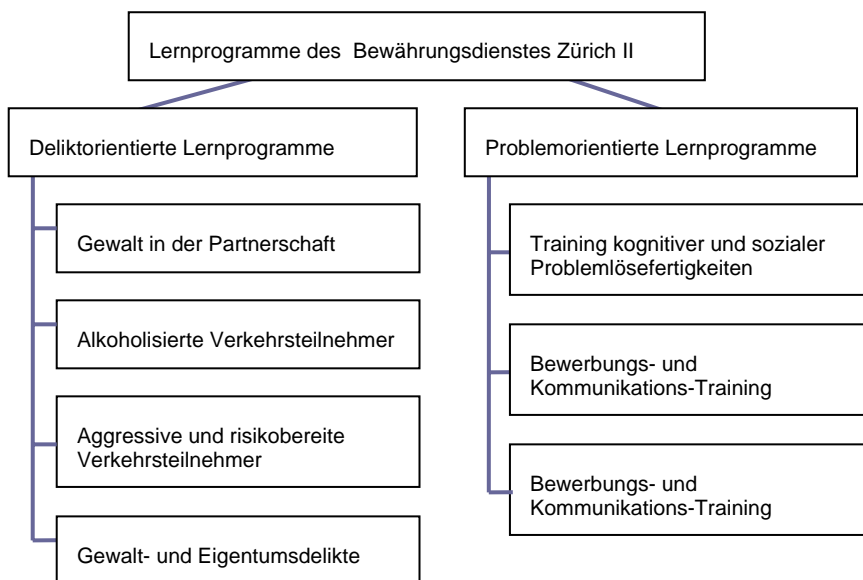 Lernprogramme des Bewährungsdienstes Zürich II
Deliktorientierte Lernprogramme
Gewalt in der Partnerschaft
Alkoholisierte Verkehrsteilnehmer
Aggressive und risikobereite
Verkehrsteilnehmer
Gewalt- und Eigentumsdelikte
Problemorientierte Lernprogramme
Training kognitiver und sozialer
Problemlösefertigkeiten
Bewerbungs- und
Kommunikations-Training
Bewerbungs- und
Kommunikations-Training